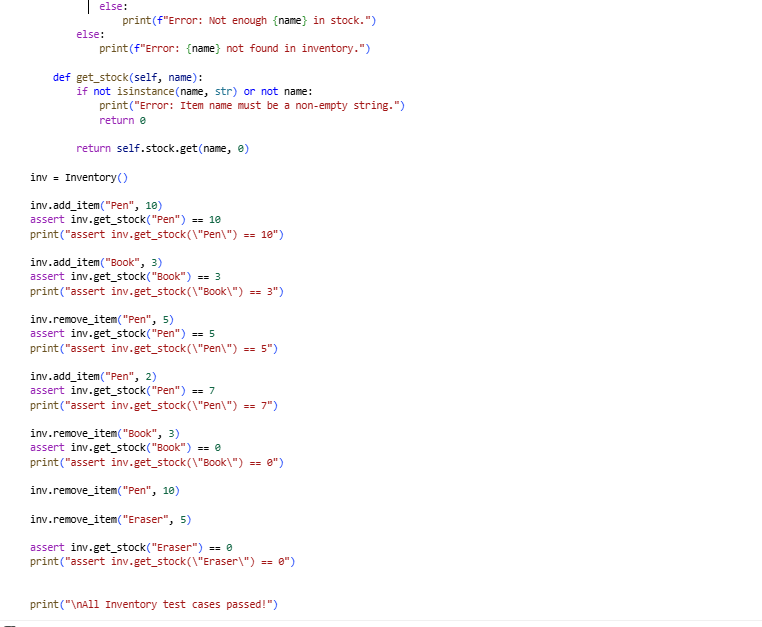 else:
print(f"Error: Not enough {name} in stock.")
else:
print(f"Error: {name} not found in inventory.")
def get_stock(self, name):
if not isinstance(name, str) or not name:
print("Error: Item name must be a non-empty string.")
return 0
return self.stock.get(name, 0)
inv = Inventory()
inv.add_item("Pen", 10)
assert inv.get_stock("Pen") == 10
print("assert inv.get_stock(\"Pen\") == 10")
inv.add_item("Book", 3)
assert inv.get_stock("Book") == 3
print("assert inv.get_stock(\"Book\") == 3")
inv.remove_item("Pen", 5)
assert inv.get_stock("Pen") == 5
print("assert inv.get_stock(\"Pen\") == 5")
inv.add_item("Pen", 2)
assert inv.get_stock("Pen") == 7
print("assert inv.get_stock(\"Pen\") == 7")
inv.remove_item("Book", 3)
assert inv.get_stock("Book") == 0
print("assert inv.get_stock(\"Book\") == 0")
inv.remove_item("Pen", 10)
inv.remove_item("Eraser", 5)
assert inv.get_stock("Eraser") == 0
print("assert inv.get_stock(\"Eraser\") == 0")
print("\nAll Inventory test cases passed!")